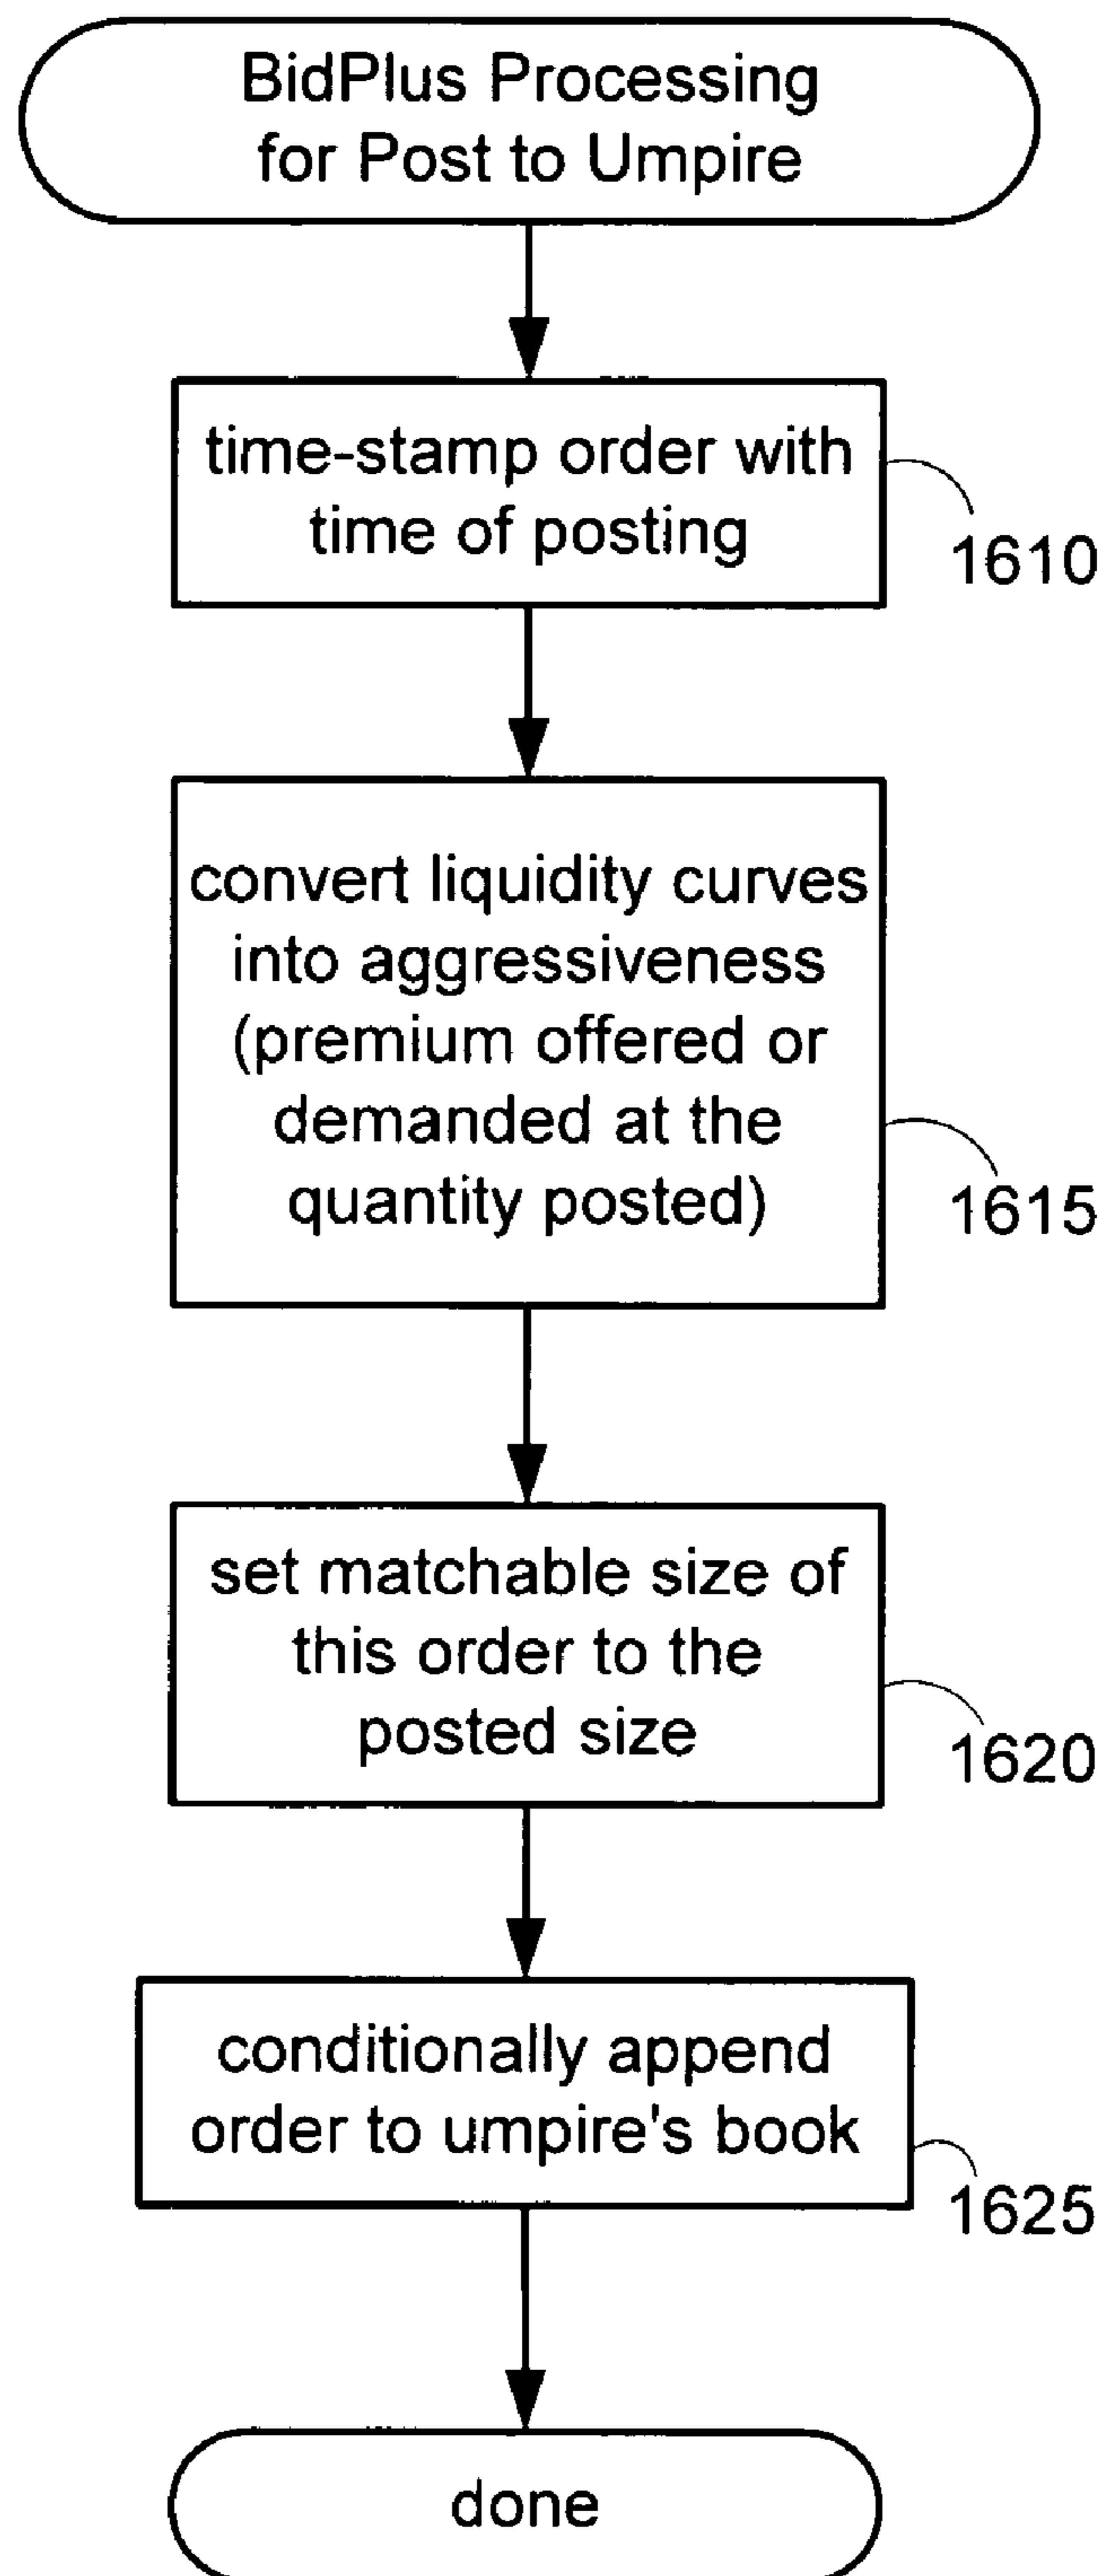 BidPlus Processing
for Post to Umpire
time-stamp order with
time of posting
1610
convert liquidity curves
into aggressiveness
(premium offered or
demanded at the
quantity posted)
1615
set matchable size of
this order to the
posted size
1620
conditionally append
order to umpire's book
1625
done